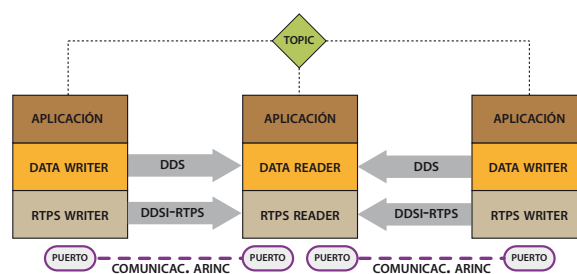 TOPIC
APLICACIÓN APLICACIÓN APLICACIÓN
DATA WRITER DDS DATA READER DDS DATA WRITER
RTPS WRITER DDSI-RTPS RTPS READER DDSI-RTPS RTPS WRITER
PUERTO PUERTO PUERTO PUERTO
COMUNICAC. ARINC COMUNICAC. ARINC